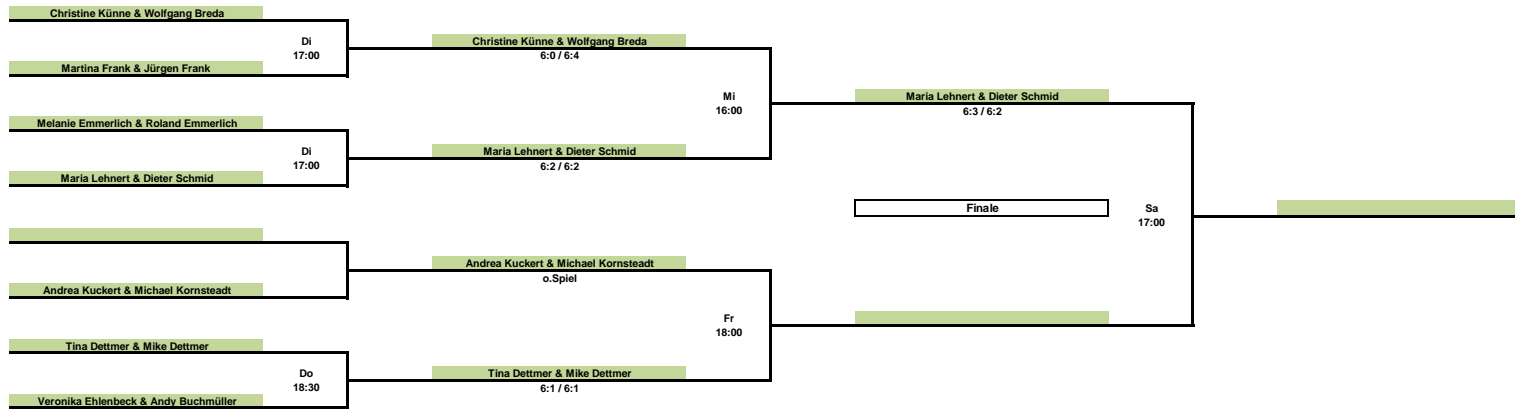 Christine Künne & Wolfgang Breda
Di
17:00
Martina Frank & Jürgen Frank
Christine Künne & Wolfgang Breda
6:0 / 6:4
Melanie Emmerlich & Roland Emmerlich
Di
17:00
Maria Lehnert & Dieter Schmid
Maria Lehnert & Dieter Schmid
6:2 / 6:2
Mi
16:00
Maria Lehnert & Dieter Schmid
6:3 / 6:2
Andrea Kuckert & Michael Kornsteadt
Andrea Kuckert & Michael Kornsteadt
o.Spiel
Tina Dettmer & Mike Dettmer
Do
18:30
Veronika Ehlenbeck & Andy Buchmüller
Tina Dettmer & Mike Dettmer
6:1 / 6:1
Fr
18:00
Finale
Sa
17:00